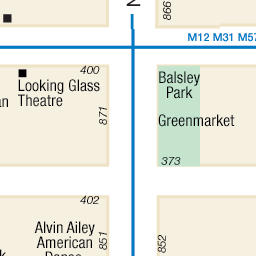 N
866
M12 M31 M57
400
Looking Glass
Theatre
871
Balsley
Park
Greenmarket
373
402
Alvin Ailey
American
Dance
851
852